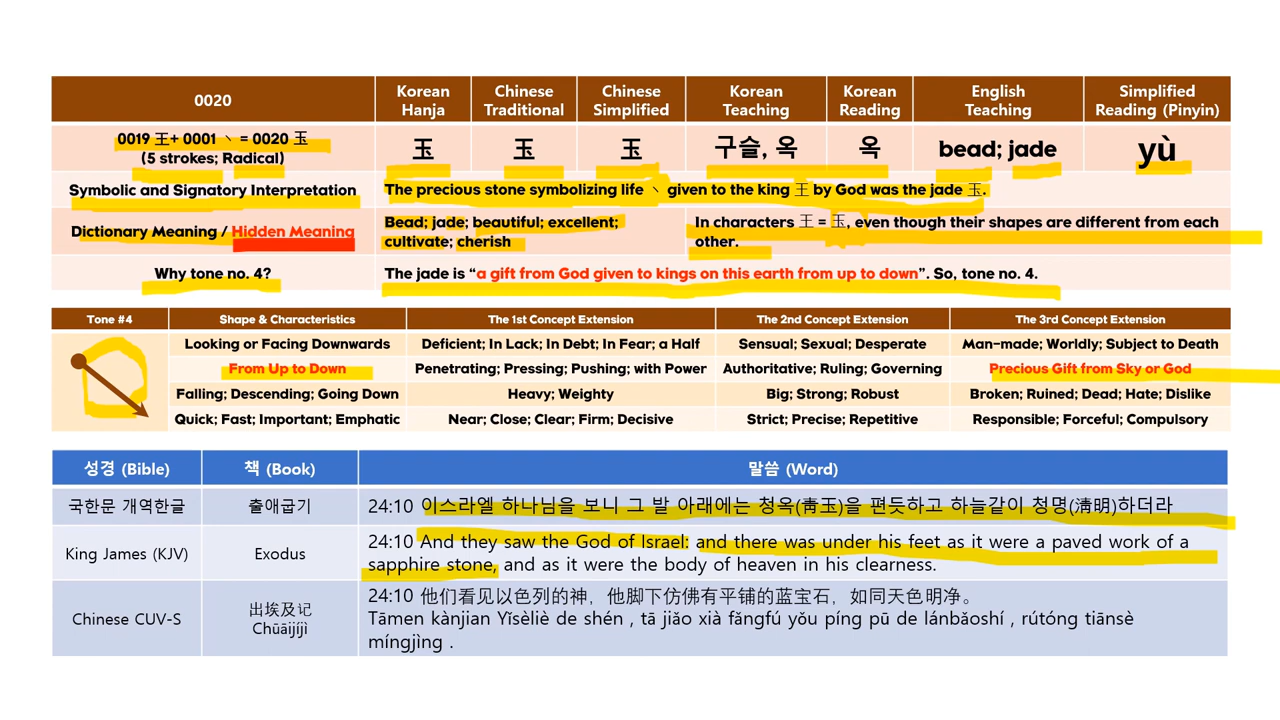 0020
Korean Hanja
Chinese Traditional
Chinese Simplified
Korean Teaching
Korean Reading
English Teaching
Simplified Reading (Pinyin)
0019 王+ 0001 丶 = 0020 玉
(5 strokes; Radical)
玉
玉
玉
구슬, 옥
옥
bead; jade
yù
Symbolic and Signatory Interpretation
The precious stone symbolizing life 丶 given to the king 王 by God was the jade 玉.
Dictionary Meaning / Hidden Meaning
Bead; jade; beautiful; excellent;
cultivate; cherish
In characters 王 = 玉, even though their shapes are different from each
other.
Why tone no. 4?
The jade is “a gift from God given to kings on this earth from up to down”. So, tone no. 4.
Tone #4
Shape & Characteristics
The 1st Concept Extension
The 2nd Concept Extension
The 3rd Concept Extension
Looking or Facing Downwards
Deficient; In Lack; In Debt; In Fear; a Half
Sensual; Sexual; Desperate
Man-made; Worldly; Subject to Death
From Up to Down
Penetrating; Pressing; Pushing; with Power
Authoritative; Ruling; Governing
Precious Gift from Sky or God
Falling; Descending; Going Down
Heavy; Weighty
Big; Strong; Robust
Broken; Ruined; Dead; Hate; Dislike
Quick; Fast; Important; Emphatic
Near; Close; Clear; Firm; Decisive
Strict; Precise; Repetitive
Responsible; Forceful; Compulsory
성경 (Bible)
책 (Book)
말씀 (Word)
국한문 개역한글
출애굽기
24:10 이스라엘 하나님을 보니 그 발 아래에는 청옥(靑玉)을 편듯하고 하늘같이 청명(淸明)하더라
King James (KJV)
Exodus
24:10 And they saw the God of Israel: and there was under his feet as it were a paved work of a
sapphire stone, and as it were the body of heaven in his clearness.
Chinese CUV-S
出埃及记
Chūāijíjì
24:10 他们看见以色列的神，他脚下仿佛有平铺的蓝宝石，如同天色明净。
Tāmen kànjian Yǐsèliè de shén , tā jiǎo xià fǎngfú yǒu píng pū de lánbǎoshí , rútóng tiānsè
míngjìng .